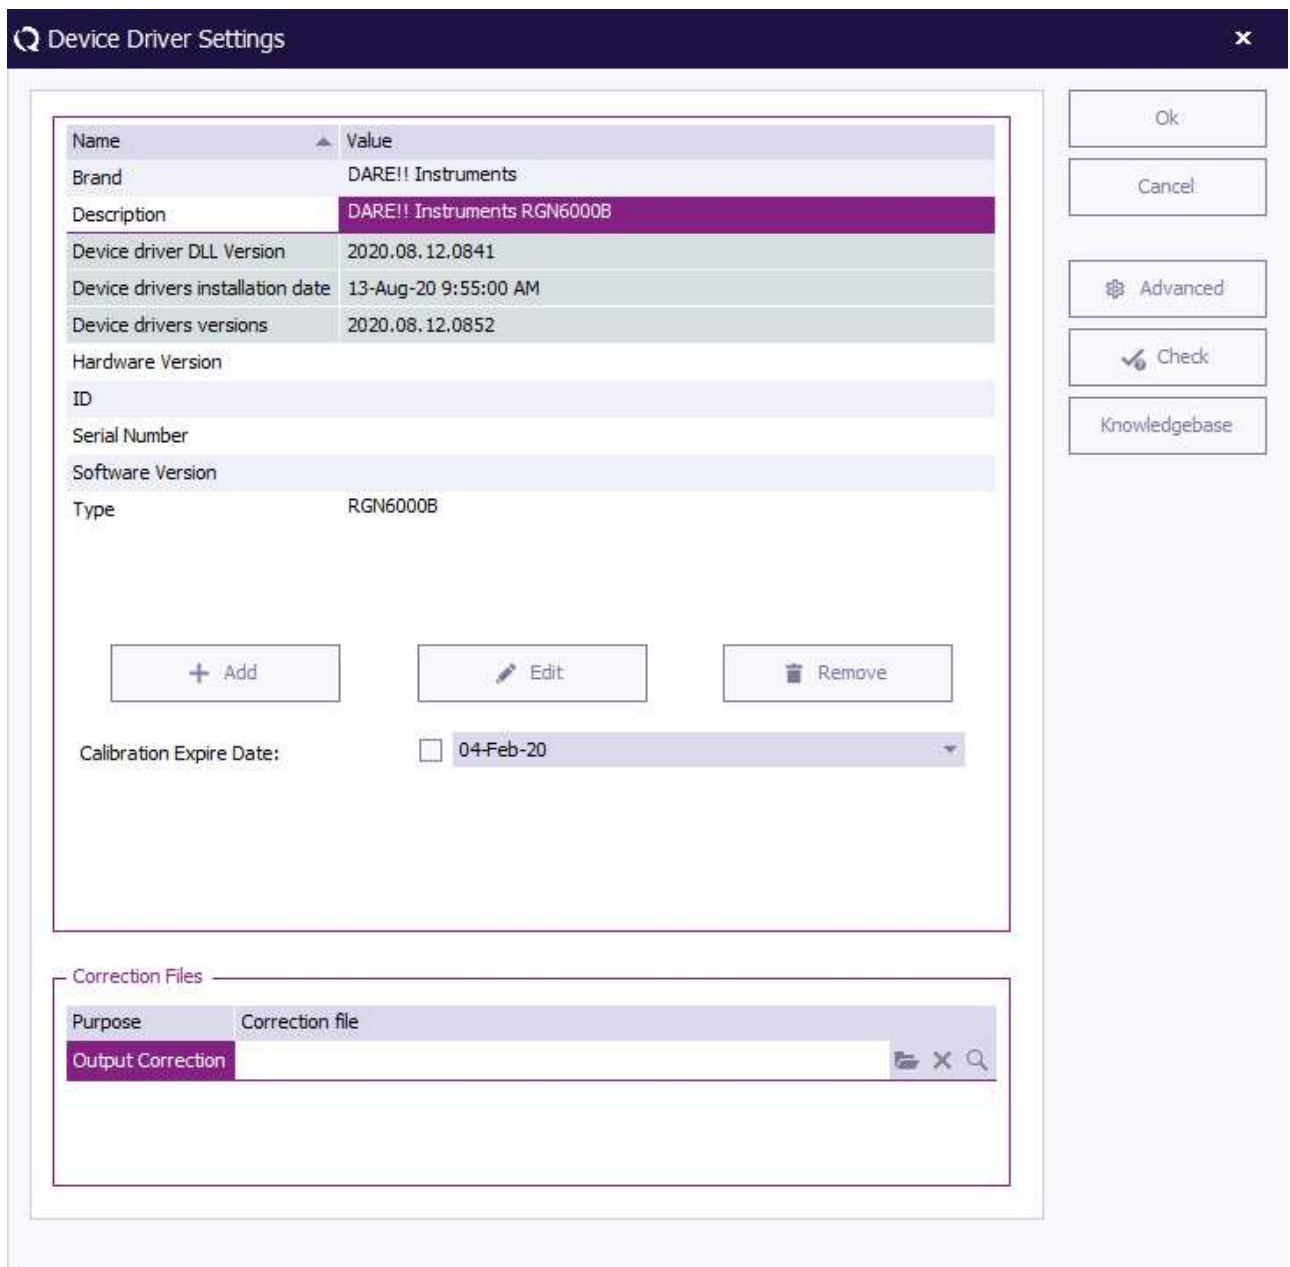 Device Driver Settings
Ok
Cancel
Advanced
Check
Knowledgebase
Name Value
Brand DARE!! Instruments
Description DARE!! Instruments RGN6000B
Device driver DLL Version 2020.08.12.0841
Device drivers installation date 13-Aug-20 9:55:00 AM
Device drivers versions 2020.08.12.0852
Hardware Version
ID
Serial Number
Software Version
Type RGN6000B
Add Edit Remove
Calibration Expire Date: 04-Feb-20
Correction Files
Purpose Correction file
Output Correction